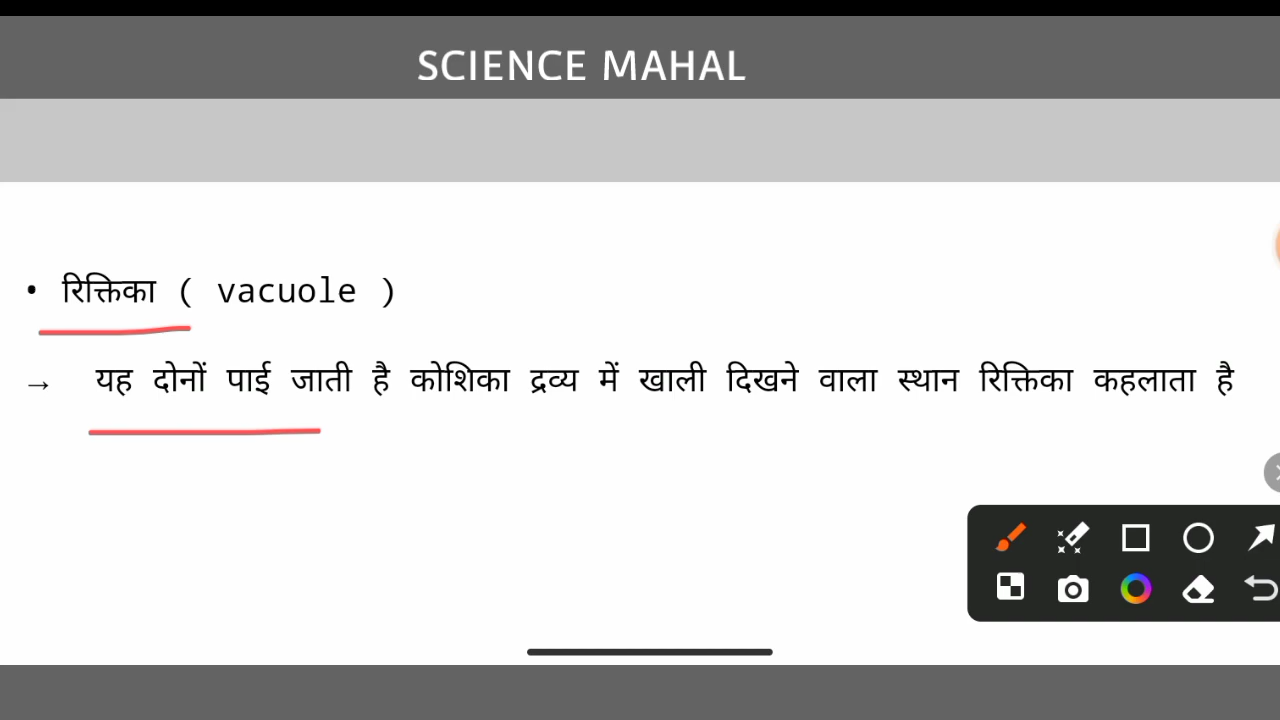 SCIENCE MAHAL
• रिक्तिका ( vacuole )
→ यह दोनों पाई जाती है कोशिका द्रव्य में खाली दिखने वाला स्थान रिक्तिका कहलाता है